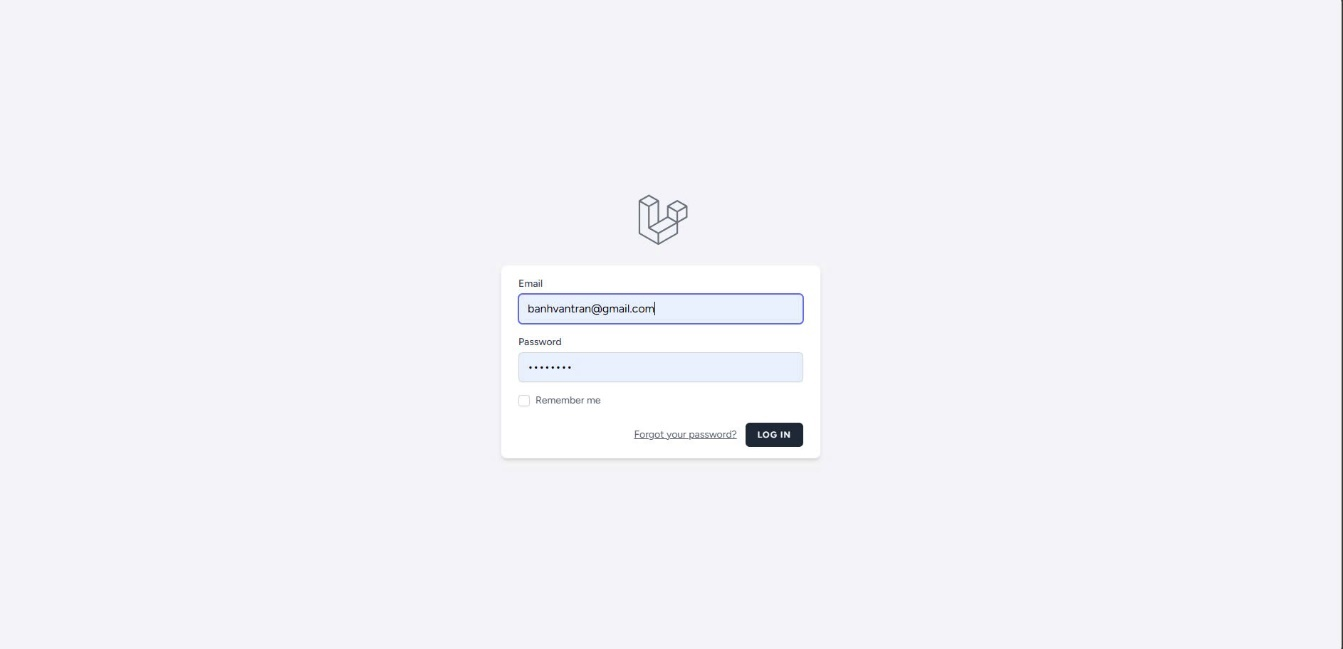 Email
banhvantran@gmail.com
Password
••••••••
Remember me
Forgot your password? LOG IN